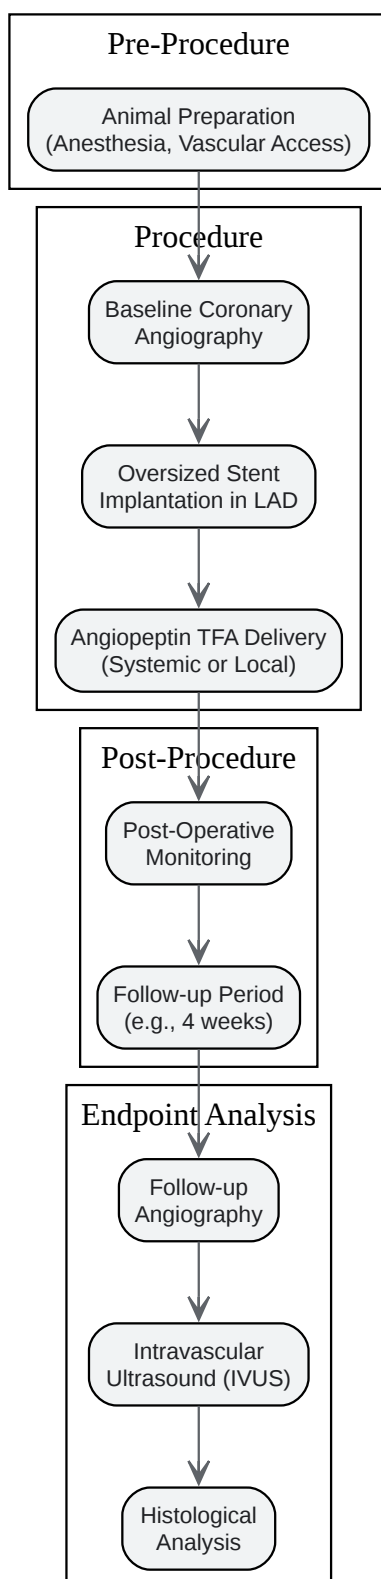 Pre-Procedure
Animal Preparation
(Anesthesia, Vascular Access)
Procedure
Baseline Coronary
Angiography
Oversized Stent
Implantation in LAD
Angiopeptin TFA Delivery
(Systemic or Local)
Post-Procedure
Post-Operative
Monitoring
Follow-up Period
(e.g., 4 weeks)
Endpoint Analysis
Follow-up
Angiography
Intravascular
Ultrasound (IVUS)
Histological
Analysis